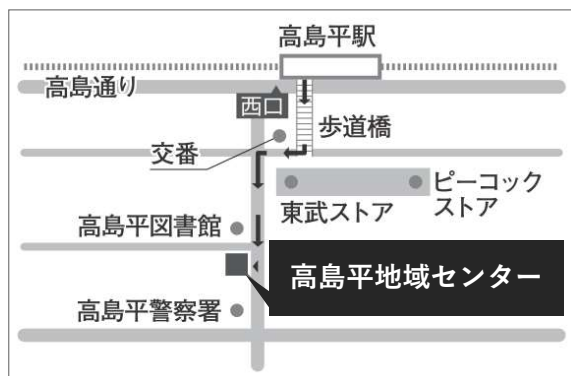 高島平駅
高島通り
西口
歩道橋
交番
ピーコック
ストア
東武ストア
高島平図書館
高島平地域センター
高島平警察署